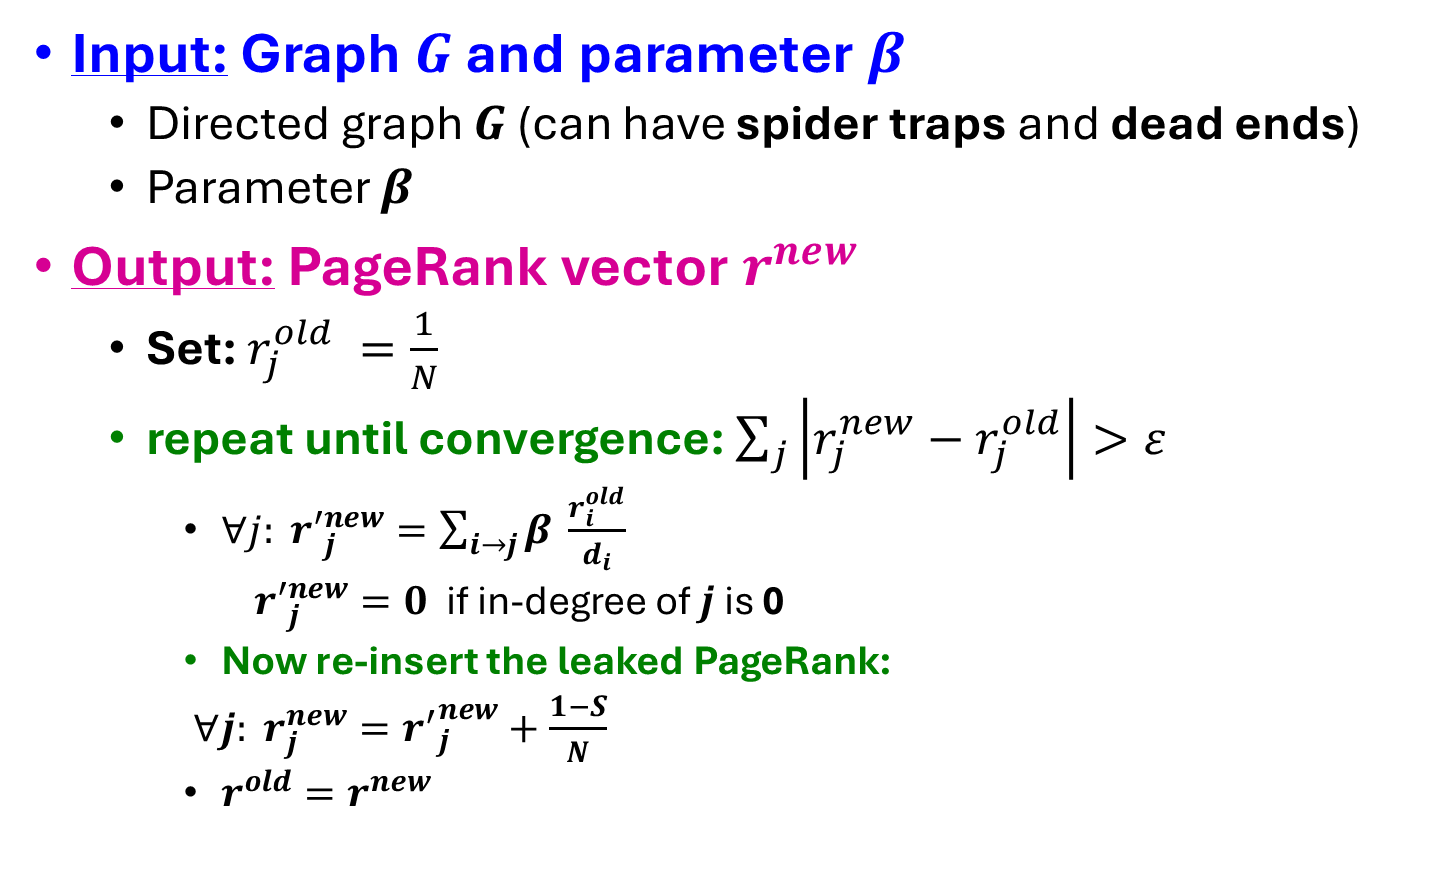 • Input: Graph G and parameter β
• Directed graph G (can have spider traps and dead ends)
• Parameter β
• Output: PageRank vector r^{new}
• Set: r_j^{old} = \frac{1}{N}
• repeat until convergence: ∑_j |r_j^{new} − r_j^{old}| > ε
• ∀j: r'_j^{new} = ∑_{i→j} β \frac{r_i^{old}}{d_i}
r'_j^{new} = 0 if in-degree of j is 0
• Now re-insert the leaked PageRank:
∀j: r_j^{new} = r'_j^{new} + \frac{1−S}{N}
• r^{old} = r^{new}